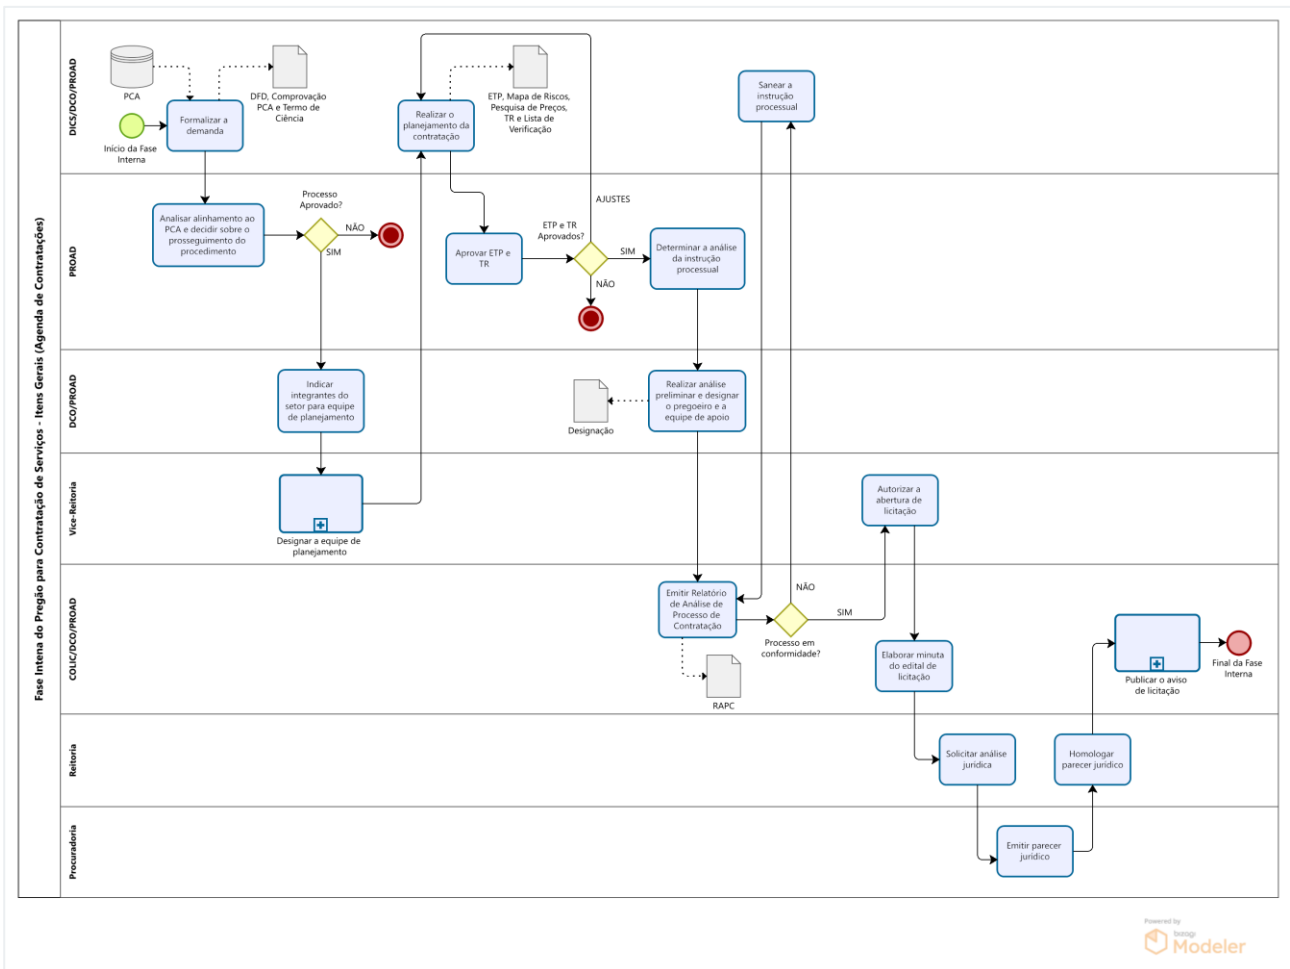 Fase Intena do Pregão para Contratação de Serviços - Itens Gerais (Agenda de Contratações)
DICS/DCO/PROAD
PCA
Início da Fase
Interna
Formalizar a
demanda
DFD, Comprovação
PCA e Termo de
Ciência
Realizar o
planejamento da
contratação
ETP, Mapa de Riscos,
Pesquisa de Preços,
TR e Lista de
Verificação
Sanear a
instrução
processual
PROAD
Analisar alinhamento ao
PCA e decidir sobre o
prosseguimento do
procedimento
Processo
Aprovado?
NÃO
SIM
Aprovar ETP e
TR
ETP e TR
Aprovados?
AJUSTES
SIM
NÃO
Determinar a análise
da instrução
processual
DCO/PROAD
Indicar
integrantes do
setor para equipe
de planejamento
Designação
Realizar análise
preliminar e designar
o pregoeiro e a
equipe de apoio
Vice-Reitoria
Designar a equipe de
planejamento
Autorizar a
abertura de
licitação
COLIC/DCO/PROAD
Emitir Relatório
de Análise de
Processo de
Contratação
RAPC
NÃO
SIM
Processo em
conformidade?
Elaborar minuta
do edital de
licitação
Publicar o aviso
de licitação
Final da Fase
Interna
Reitoria
Solicitar análise
jurídica
Homologar
parecer jurídico
Procuradoria
Emitir parecer
jurídico
Powered by
bizagi
Modeler